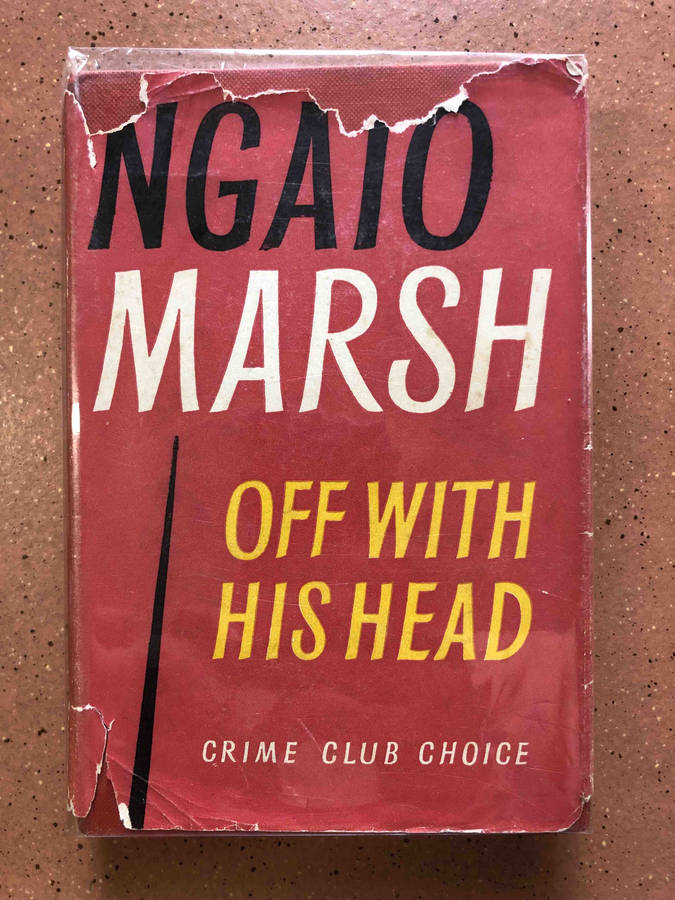 NGAIO
MARSH
OFF WITH
HIS HEAD
CRIME CLUB CHOICE